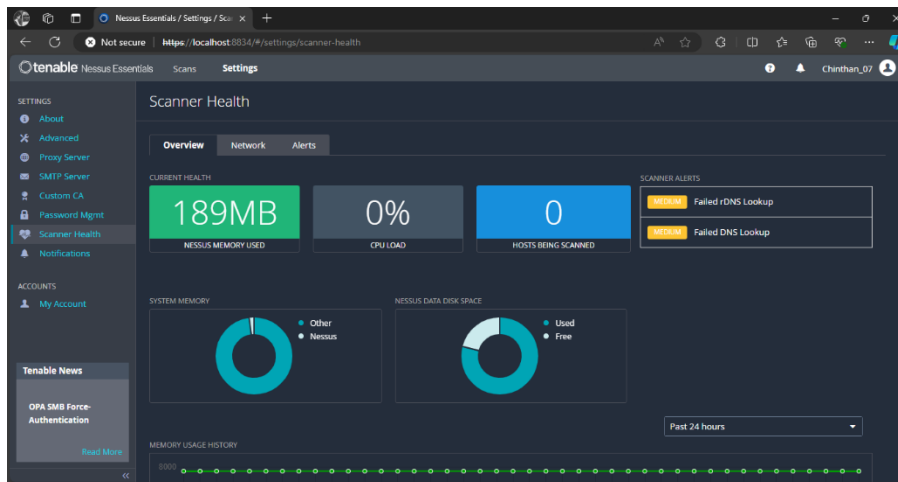 Nessus Essentials / Settings / Sca
Not secure
https://localhost:8834/#/settings/scanner-health
tenable Nessus Essentials
Scans
Settings
Chinthan_07
SETTINGS
About
Advanced
Proxy Server
SMTP Server
Custom CA
Password Mgmt
Scanner Health
Notifications
ACCOUNTS
My Account
Tenable News
OPA SMB Force-
Authentication
Read More
Scanner Health
Overview
Network
Alerts
CURRENT HEALTH
189MB
NESSUS MEMORY USED
0%
CPU LOAD
0
HOSTS BEING SCANNED
SCANNER ALERTS
MEDIUM Failed rDNS Lookup
MEDIUM Failed DNS Lookup
SYSTEM MEMORY
Other
Nessus
NESSUS DATA DISK SPACE
Used
Free
Past 24 hours
MEMORY USAGE HISTORY
8000